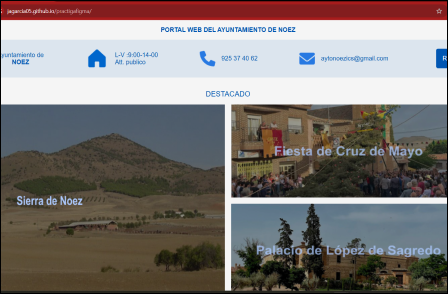 jagarcia05.github.io/practigafigma/
PORTAL WEB DEL AYUNTAMIENTO DE NOEZ
yuntamiento de
NOEZ
L-V :9:00-14-00
Att. publico
925 37 40 62
aytonoezics@gmail.com
R
DESTACADO
Sierra de Noez
Fiesta de Cruz de Mayo
Palacio de López de Sagredo